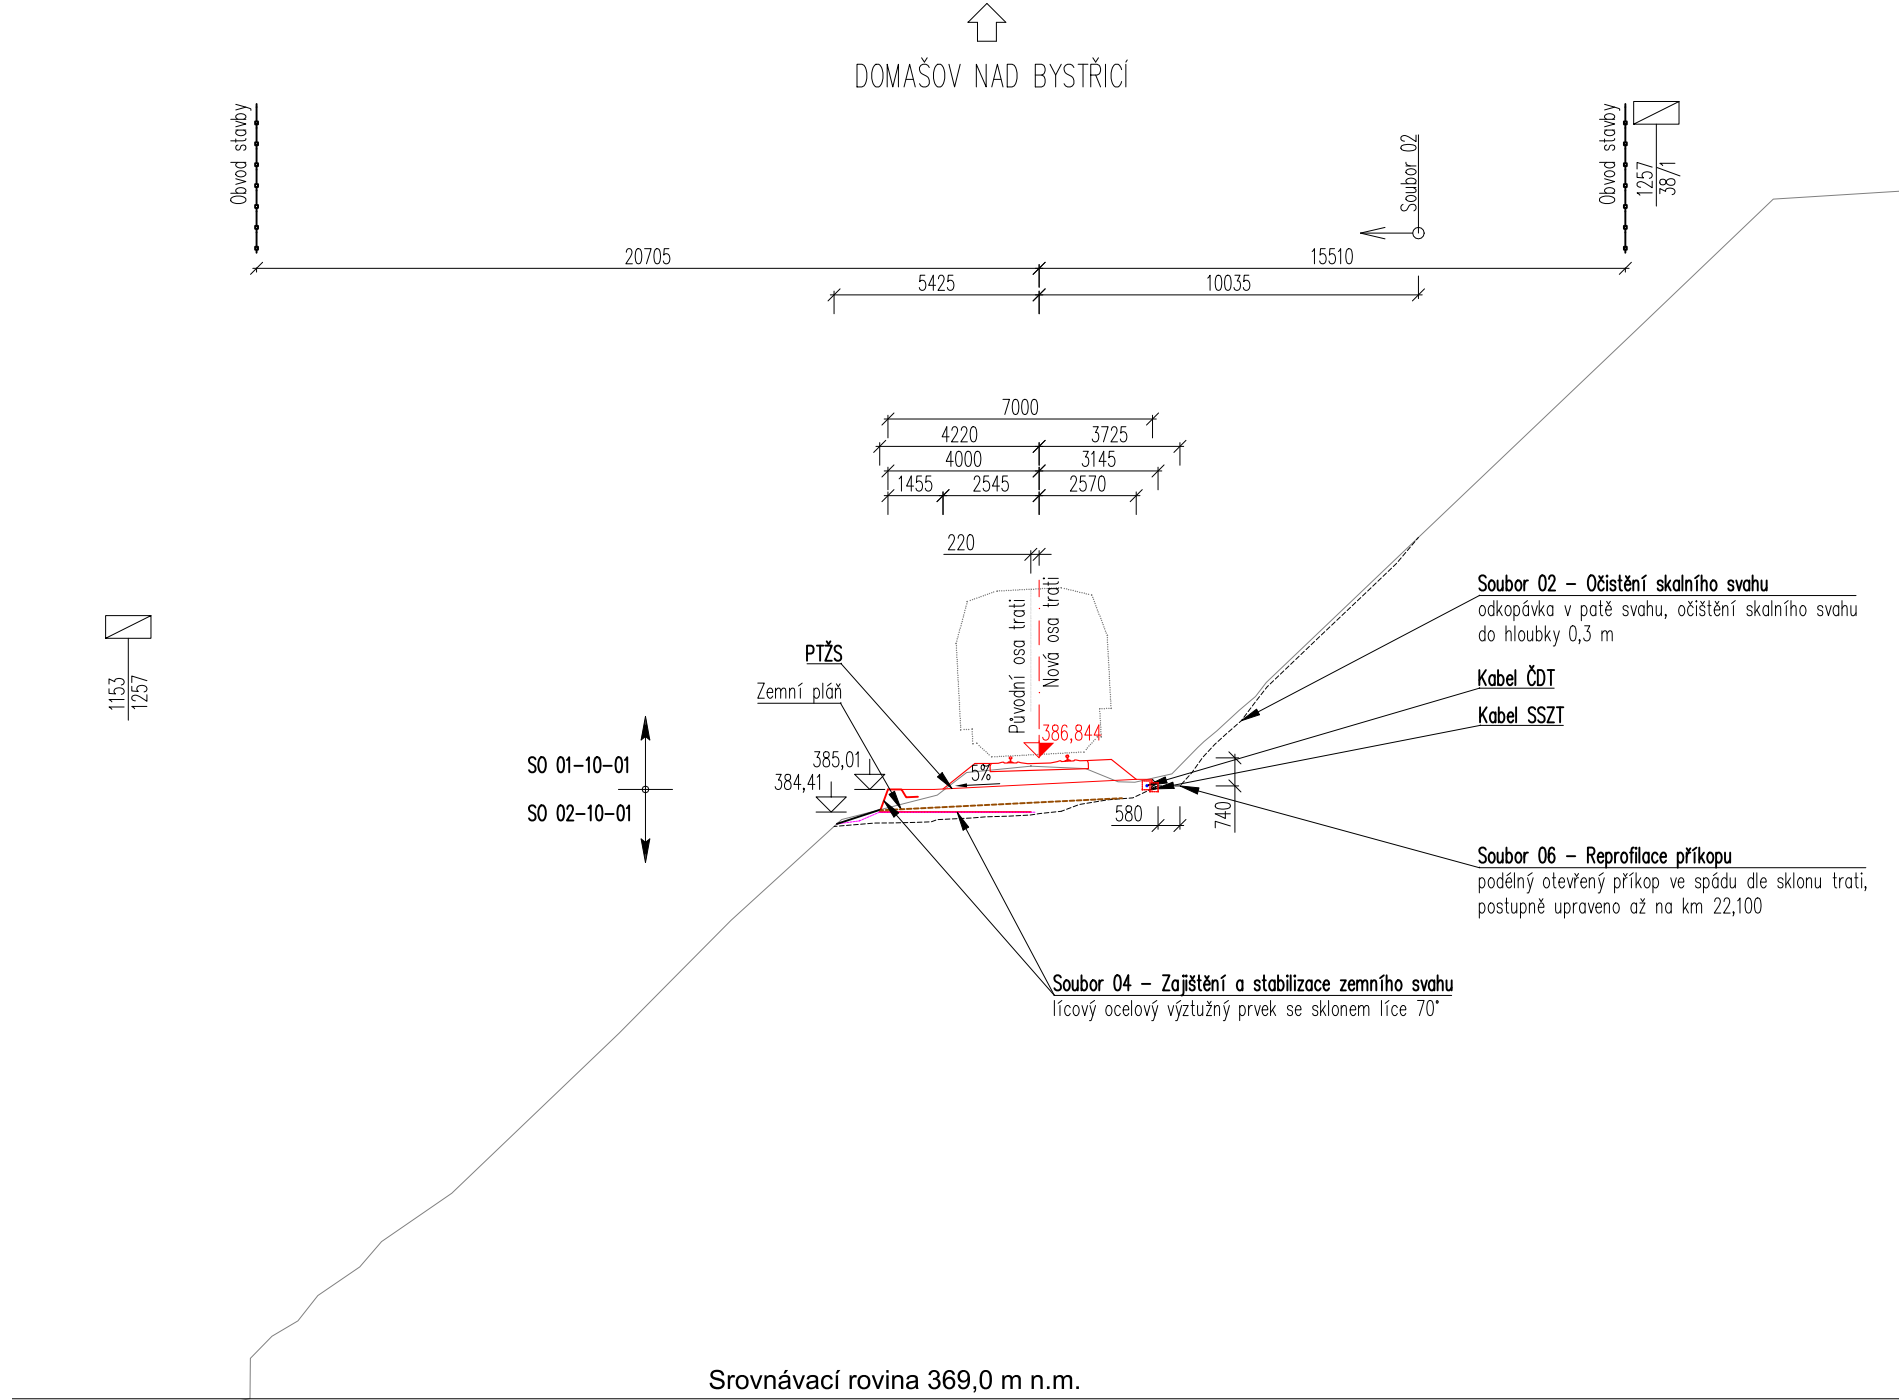 DOMAŠOV NAD BYSTŘICÍ
Obvod stavby
Obvod stavby
1257
38/1
Soubor 02
20705
15510
5425
10035
7000
4220
3725
4000
3145
1455
2545
2570
220
Původní osa trati
Nová osa trati
Soubor 02 – Očistění skalního svahu
odkopávka v patě svahu, očištění skalního svahu
do hloubky 0,3 m
1153
1257
PTŽS
Zemní pláň
Kabel ČDT
Kabel SSZT
386,844
385,01
5%
384,41
SO 01-10-01
SO 02-10-01
580
740
Soubor 06 – Reprofilace příkopu
podélný otevřený příkop ve spádu dle sklonu trati,
postupně upraveno až na km 22,100
Soubor 04 – Zajištění a stabilizace zemního svahu
lícový ocelový výztužný prvek se sklonem líce 70°
Srovnávací rovina 369,0 m n.m.